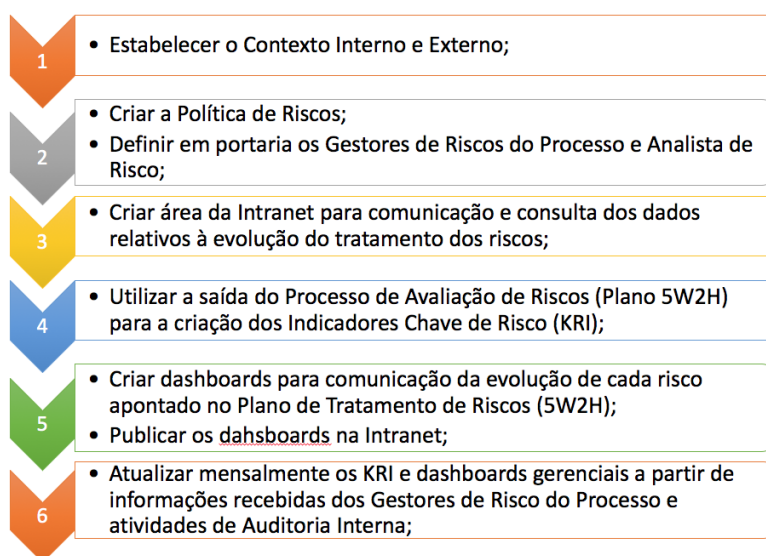 1
• Estabelecer o Contexto Interno e Externo;
2
• Criar a Política de Riscos;
• Definir em portaria os Gestores de Riscos do Processo e Analista de
Risco;
3
• Criar área da Intranet para comunicação e consulta dos dados
relativos à evolução do tratamento dos riscos;
4
• Utilizar a saída do Processo de Avaliação de Riscos (Plano 5W2H)
para a criação dos Indicadores Chave de Risco (KRI);
5
• Criar dashboards para comunicação da evolução de cada risco
apontado no Plano de Tratamento de Riscos (5W2H);
• Publicar os dahsboards na Intranet;
6
• Atualizar mensalmente os KRI e dashboards gerenciais a partir de
informações recebidas dos Gestores de Risco do Processo e
atividades de Auditoria Interna;